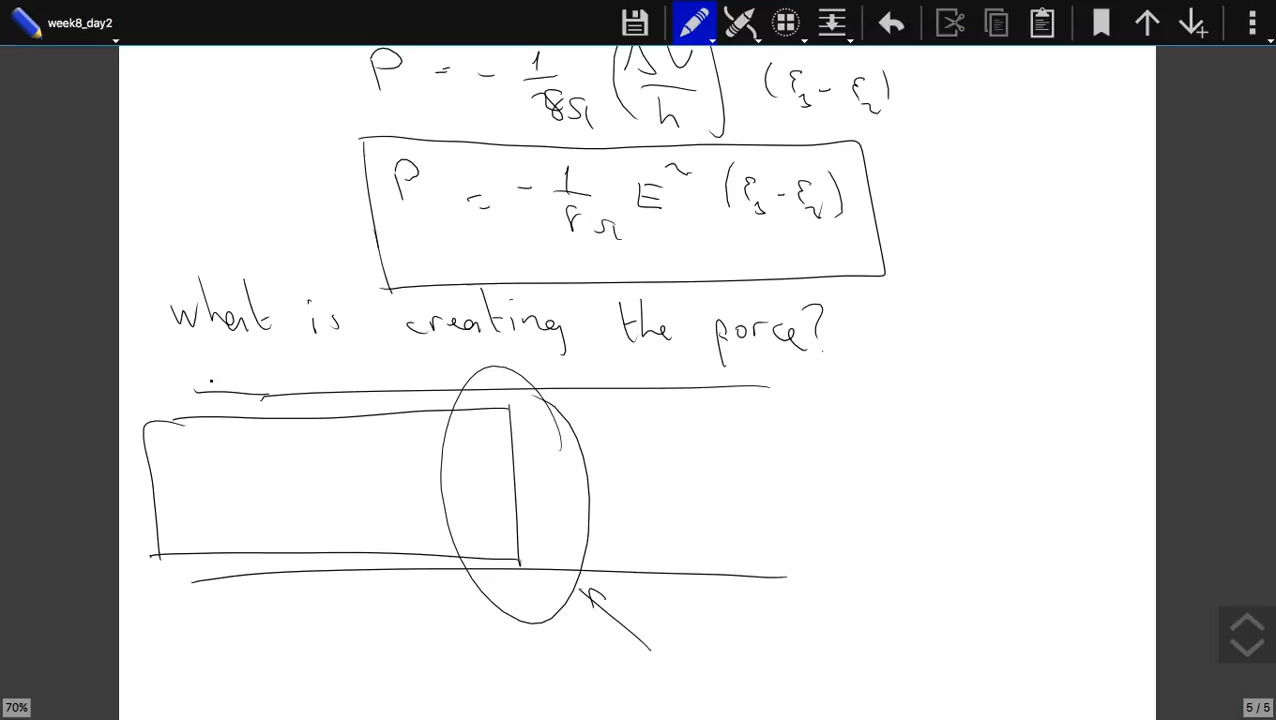 week8_day2
P = - 1/8π (ΔV/h) (ε₁ - ε₂)
P = - 1/8π E² (ε₁ - ε₂)
What is creating the force?
70%
5 / 5